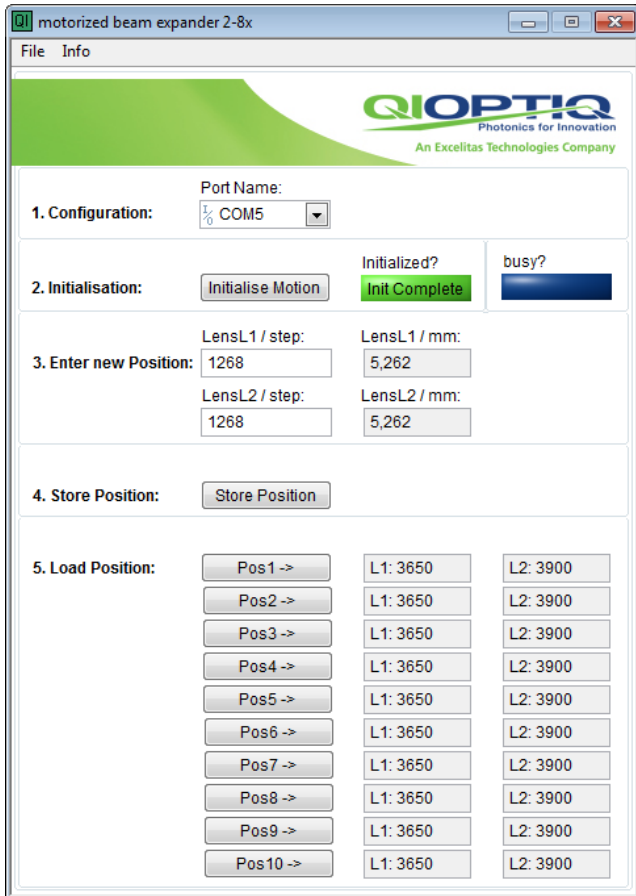 QI motorized beam expander 2-8x
File Info
QIOPTIQ
Photonics for Innovation
An Excelitas Technologies Company
Port Name:
1. Configuration: I/O COM5
Initialized? busy?
2. Initialisation: Initialise Motion Init Complete
LensL1 / step: LensL1 / mm:
3. Enter new Position: 1268 5,262
LensL2 / step: LensL2 / mm:
1268 5,262
4. Store Position: Store Position
5. Load Position: Pos1 -> L1: 3650 L2: 3900
Pos2 -> L1: 3650 L2: 3900
Pos3 -> L1: 3650 L2: 3900
Pos4 -> L1: 3650 L2: 3900
Pos5 -> L1: 3650 L2: 3900
Pos6 -> L1: 3650 L2: 3900
Pos7 -> L1: 3650 L2: 3900
Pos8 -> L1: 3650 L2: 3900
Pos9 -> L1: 3650 L2: 3900
Pos10 -> L1: 3650 L2: 3900